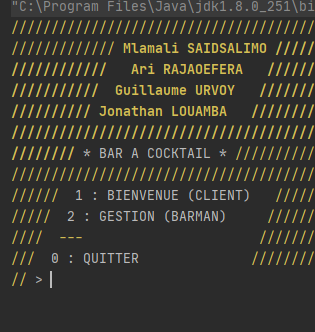 "C:\Program Files\Java\jdk1.8.0_251\bi
////////////////////////////////////////
///////////// Mlamali SAIDSALIMO //////
////////////   Ari RAJAOEFERA   ///////
///////////  Guillaume URVOY   ////////
////////// Jonathan LOUAMBA   /////////
////////////////////////////////////////
//////// * BAR A COCKTAIL * ///////////
////////////////////////////////////////
//////  1 : BIENVENUE (CLIENT)   //////
/////  2 : GESTION (BARMAN)     ///////
////  ---                      ////////
///  0 : QUITTER              /////////
// >